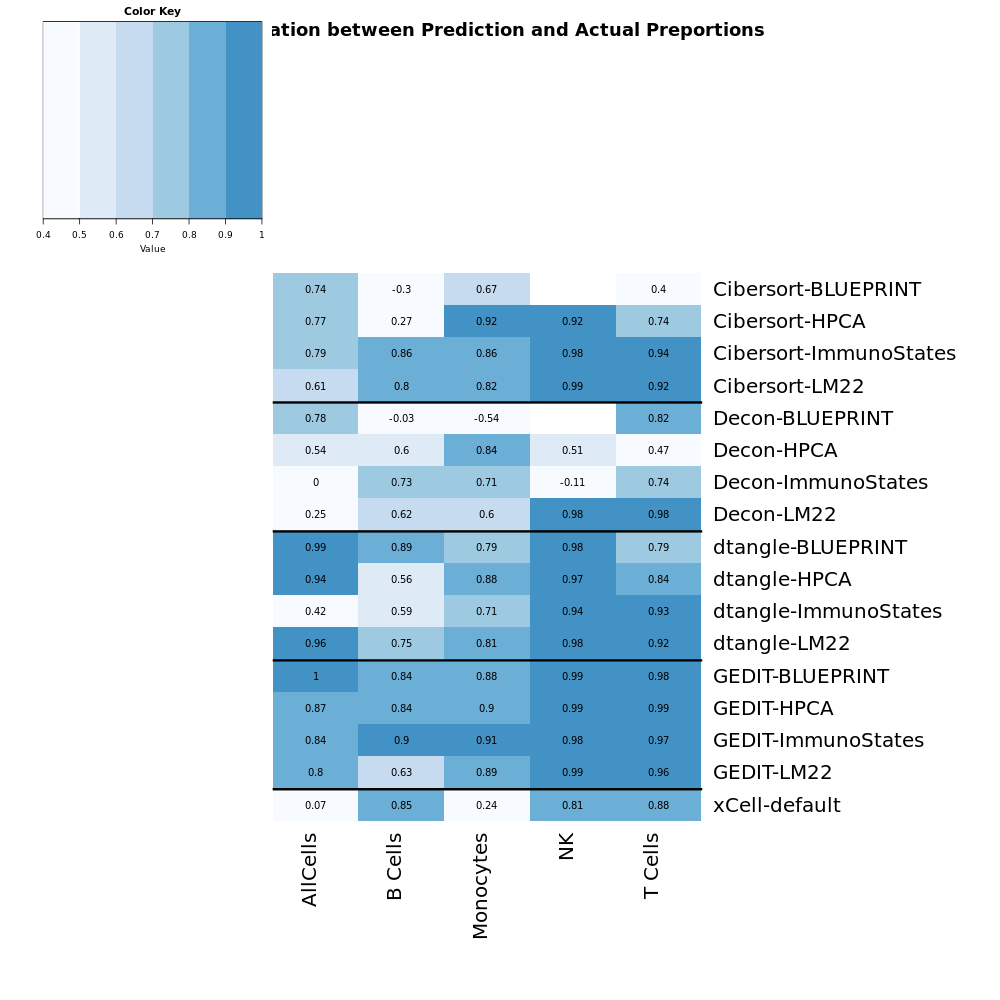 Color Key
ation between Prediction and Actual Preportions
0.4 0.5 0.6 0.7 0.8 0.9 1
Value
0.74 -0.3 0.67 0.4 Cibersort-BLUEPRINT
0.77 0.27 0.92 0.92 0.74 Cibersort-HPCA
0.79 0.86 0.86 0.98 0.94 Cibersort-ImmunoStates
0.61 0.8 0.82 0.99 0.92 Cibersort-LM22
0.78 -0.03 -0.54 0.82 Decon-BLUEPRINT
0.54 0.6 0.84 0.51 0.47 Decon-HPCA
0 0.73 0.71 -0.11 0.74 Decon-ImmunoStates
0.25 0.62 0.6 0.98 0.98 Decon-LM22
0.99 0.89 0.79 0.98 0.79 dtangle-BLUEPRINT
0.94 0.56 0.88 0.97 0.84 dtangle-HPCA
0.42 0.59 0.71 0.94 0.93 dtangle-ImmunoStates
0.96 0.75 0.81 0.98 0.92 dtangle-LM22
1 0.84 0.88 0.99 0.98 GEDIT-BLUEPRINT
0.87 0.84 0.9 0.99 0.99 GEDIT-HPCA
0.84 0.9 0.91 0.98 0.97 GEDIT-ImmunoStates
0.8 0.63 0.89 0.99 0.96 GEDIT-LM22
0.07 0.85 0.24 0.81 0.88 xCell-default
AllCells
B Cells
Monocytes
NK
T Cells